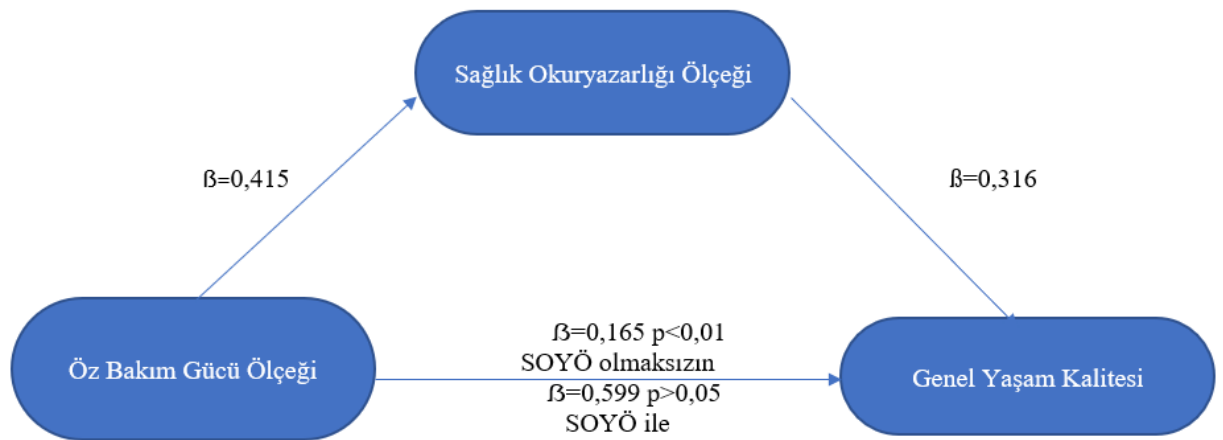 Sağlık Okuryazarlığı Ölçeği
ß=0,415
ß=0,316
ß=0,165 p<0,01
SOYÖ olmaksızın
ß=0,599 p>0,05
SOYÖ ile
Öz Bakım Gücü Ölçeği
Genel Yaşam Kalitesi